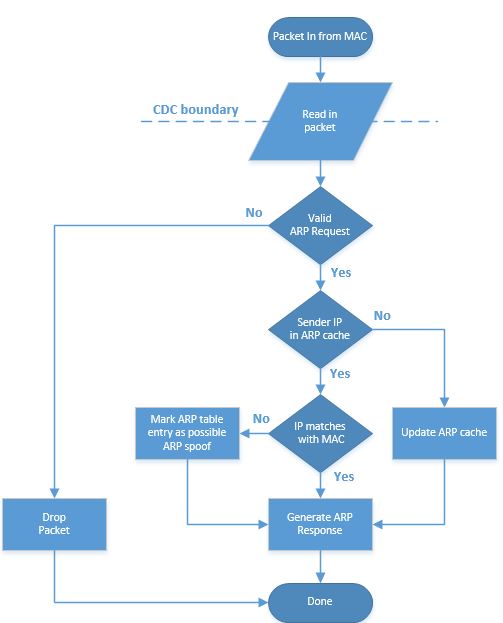 Packet In from MAC
CDC boundary
Read in
packet
No
Valid
ARP Request
Yes
Sender IP
in ARP cache
No
Yes
Mark ARP table
entry as possible
ARP spoof
No
IP matches
with MAC
Update ARP cache
Yes
Drop
Packet
Generate ARP
Response
Done